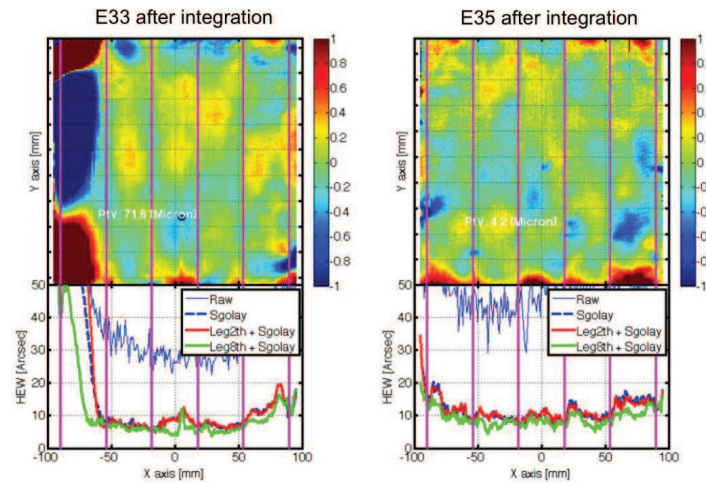 E33 after integration
E35 after integration
Y axis [mm]
PtV: 71.6 [Micron]
1
0.8
0.6
0.4
0.2
0
-0.2
-0.4
-0.6
-0.8
-1
Y axis [mm]
PtV: 4.2 [Micron]
1
0.8
0.6
0.4
0.2
0
-0.2
-0.4
-0.6
-0.8
-1
HEW [Arcsec]
50
40
30
20
10
0
Raw
Sgolay
Leg2th + Sgolay
Leg8th + Sgolay
-100
-50
0
50
100
X axis [mm]
HEW [Arcsec]
50
40
30
20
10
0
Raw
Sgolay
Leg2th + Sgolay
Leg8th + Sgolay
-100
-50
0
50
100
X axis [mm]